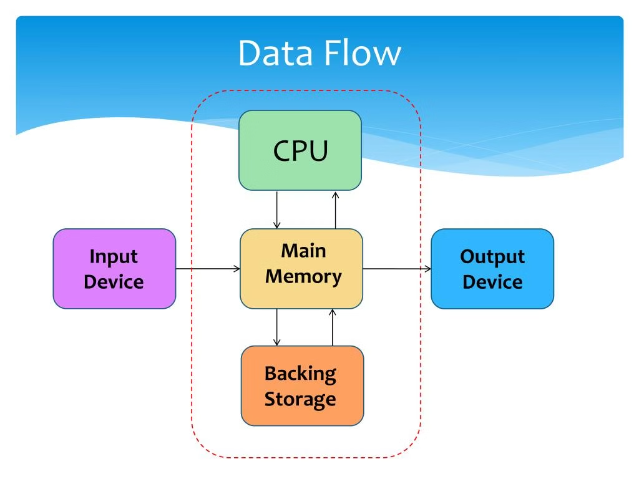 Data Flow
CPU
Input
Device
Main
Memory
Output
Device
Backing
Storage